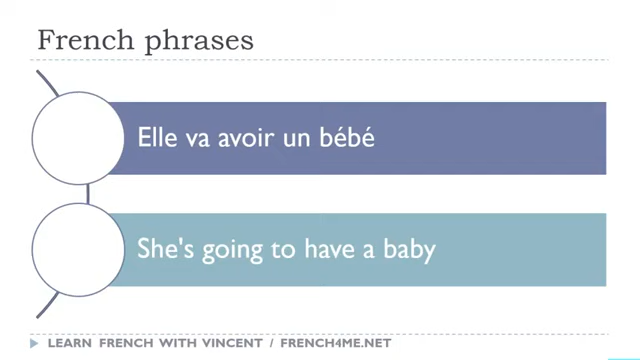 French phrases
Elle va avoir un bébé
She's going to have a baby
LEARN FRENCH WITH VINCENT / FRENCH4ME.NET